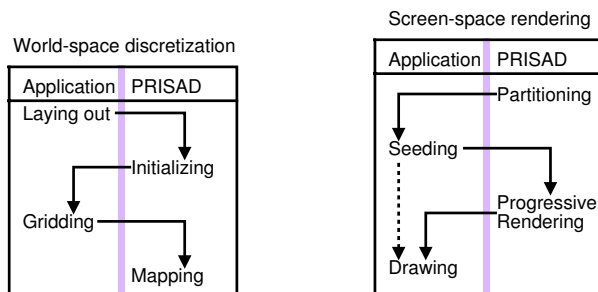 World-space discretization
Application PRISAD
Laying out
Initializing
Gridding
Mapping
Screen-space rendering
Application PRISAD
Partitioning
Seeding
Progressive
Rendering
Drawing